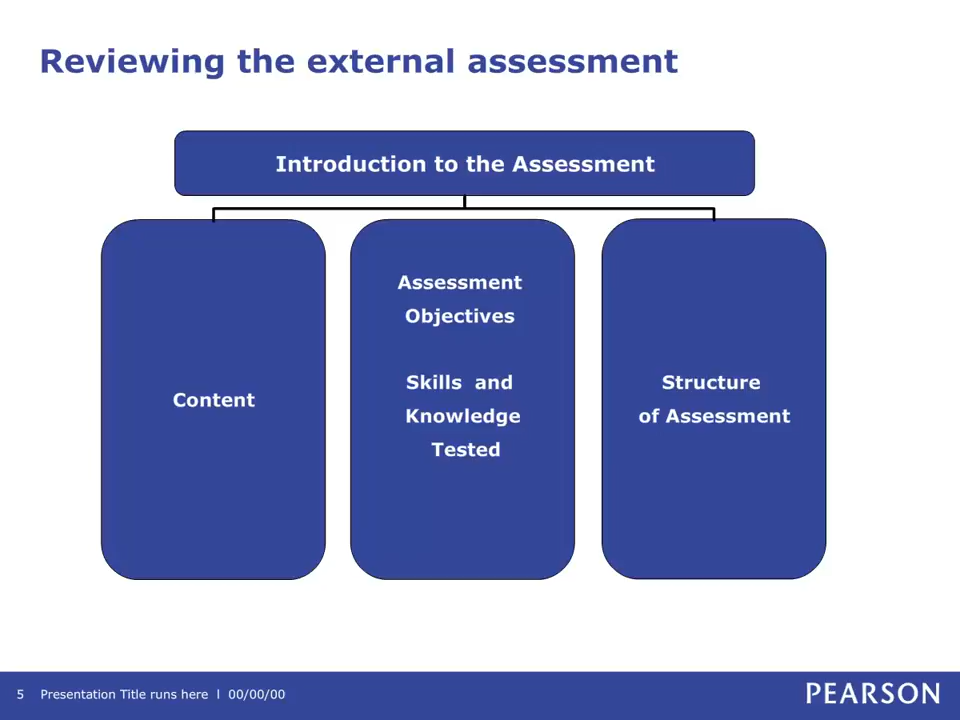 Reviewing the external assessment
Introduction to the Assessment
Content
Assessment
Objectives
Skills and
Knowledge
Tested
Structure
of Assessment
5 Presentation Title runs here l 00/00/00
PEARSON